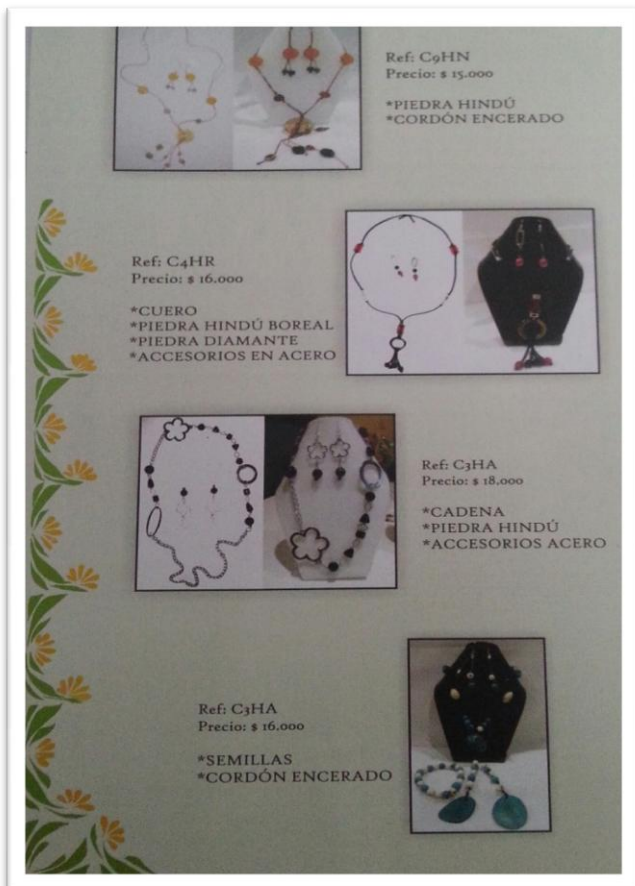 Ref: C9HN
Precio: $ 15.000
*PIEDRA HINDÚ
*CORDÓN ENCERADO
Ref: C4HR
Precio: $ 16.000
*CUERO
*PIEDRA HINDÚ BOREAL
*PIEDRA DIAMANTE
*ACCESORIOS EN ACERO
Ref: C3HA
Precio: $ 18.000
*CADENA
*PIEDRA HINDÚ
*ACCESORIOS ACERO
Ref: C3HA
Precio: $ 16.000
*SEMILLAS
*CORDÓN ENCERADO